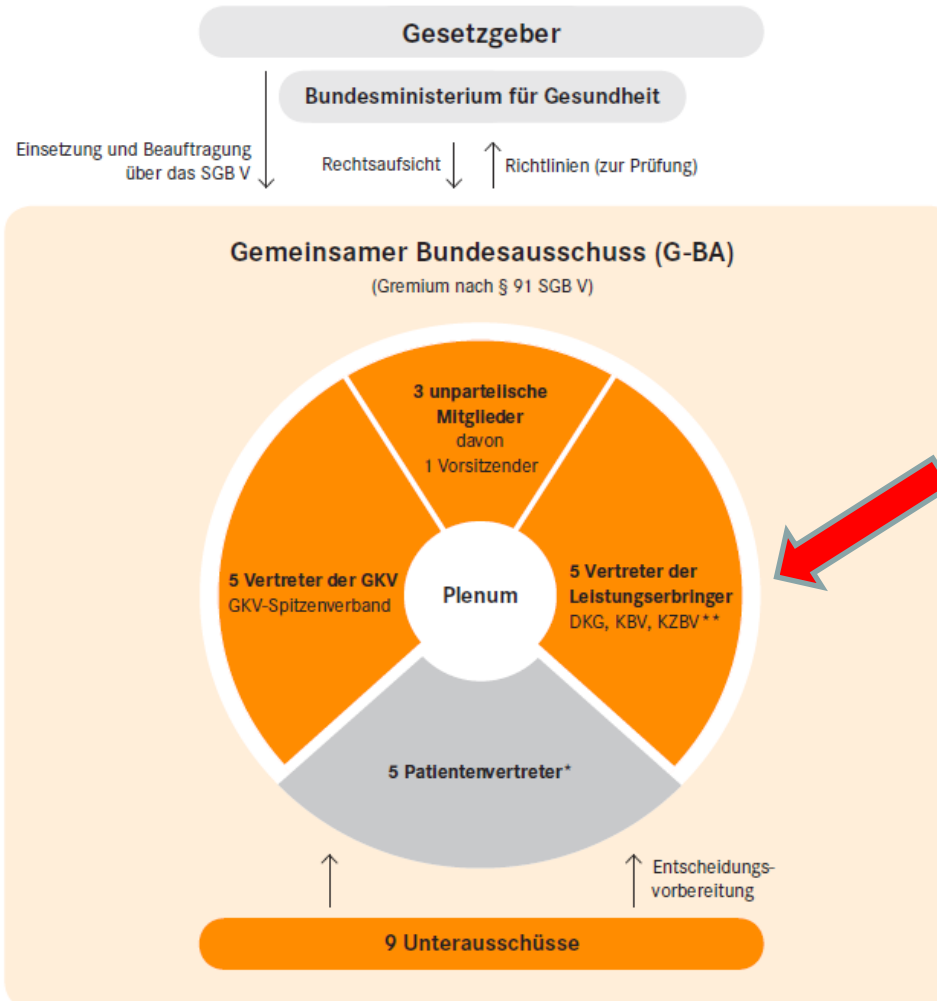 Gesetzgeber
Bundesministerium für Gesundheit
Einsetzung und Beauftragung
über das SGB V
Rechtsaufsicht
Richtlinien (zur Prüfung)
Gemeinsamer Bundesausschuss (G-BA)
(Gremium nach § 91 SGB V)
3 unparteiische
Mitglieder
davon
1 Vorsitzender
5 Vertreter der GKV
GKV-Spitzenverband
Plenum
5 Vertreter der
Leistungserbringer
DKG, KBV, KZBV**
5 Patientenvertreter*
Entscheidungs-
vorbereitung
9 Unterausschüsse